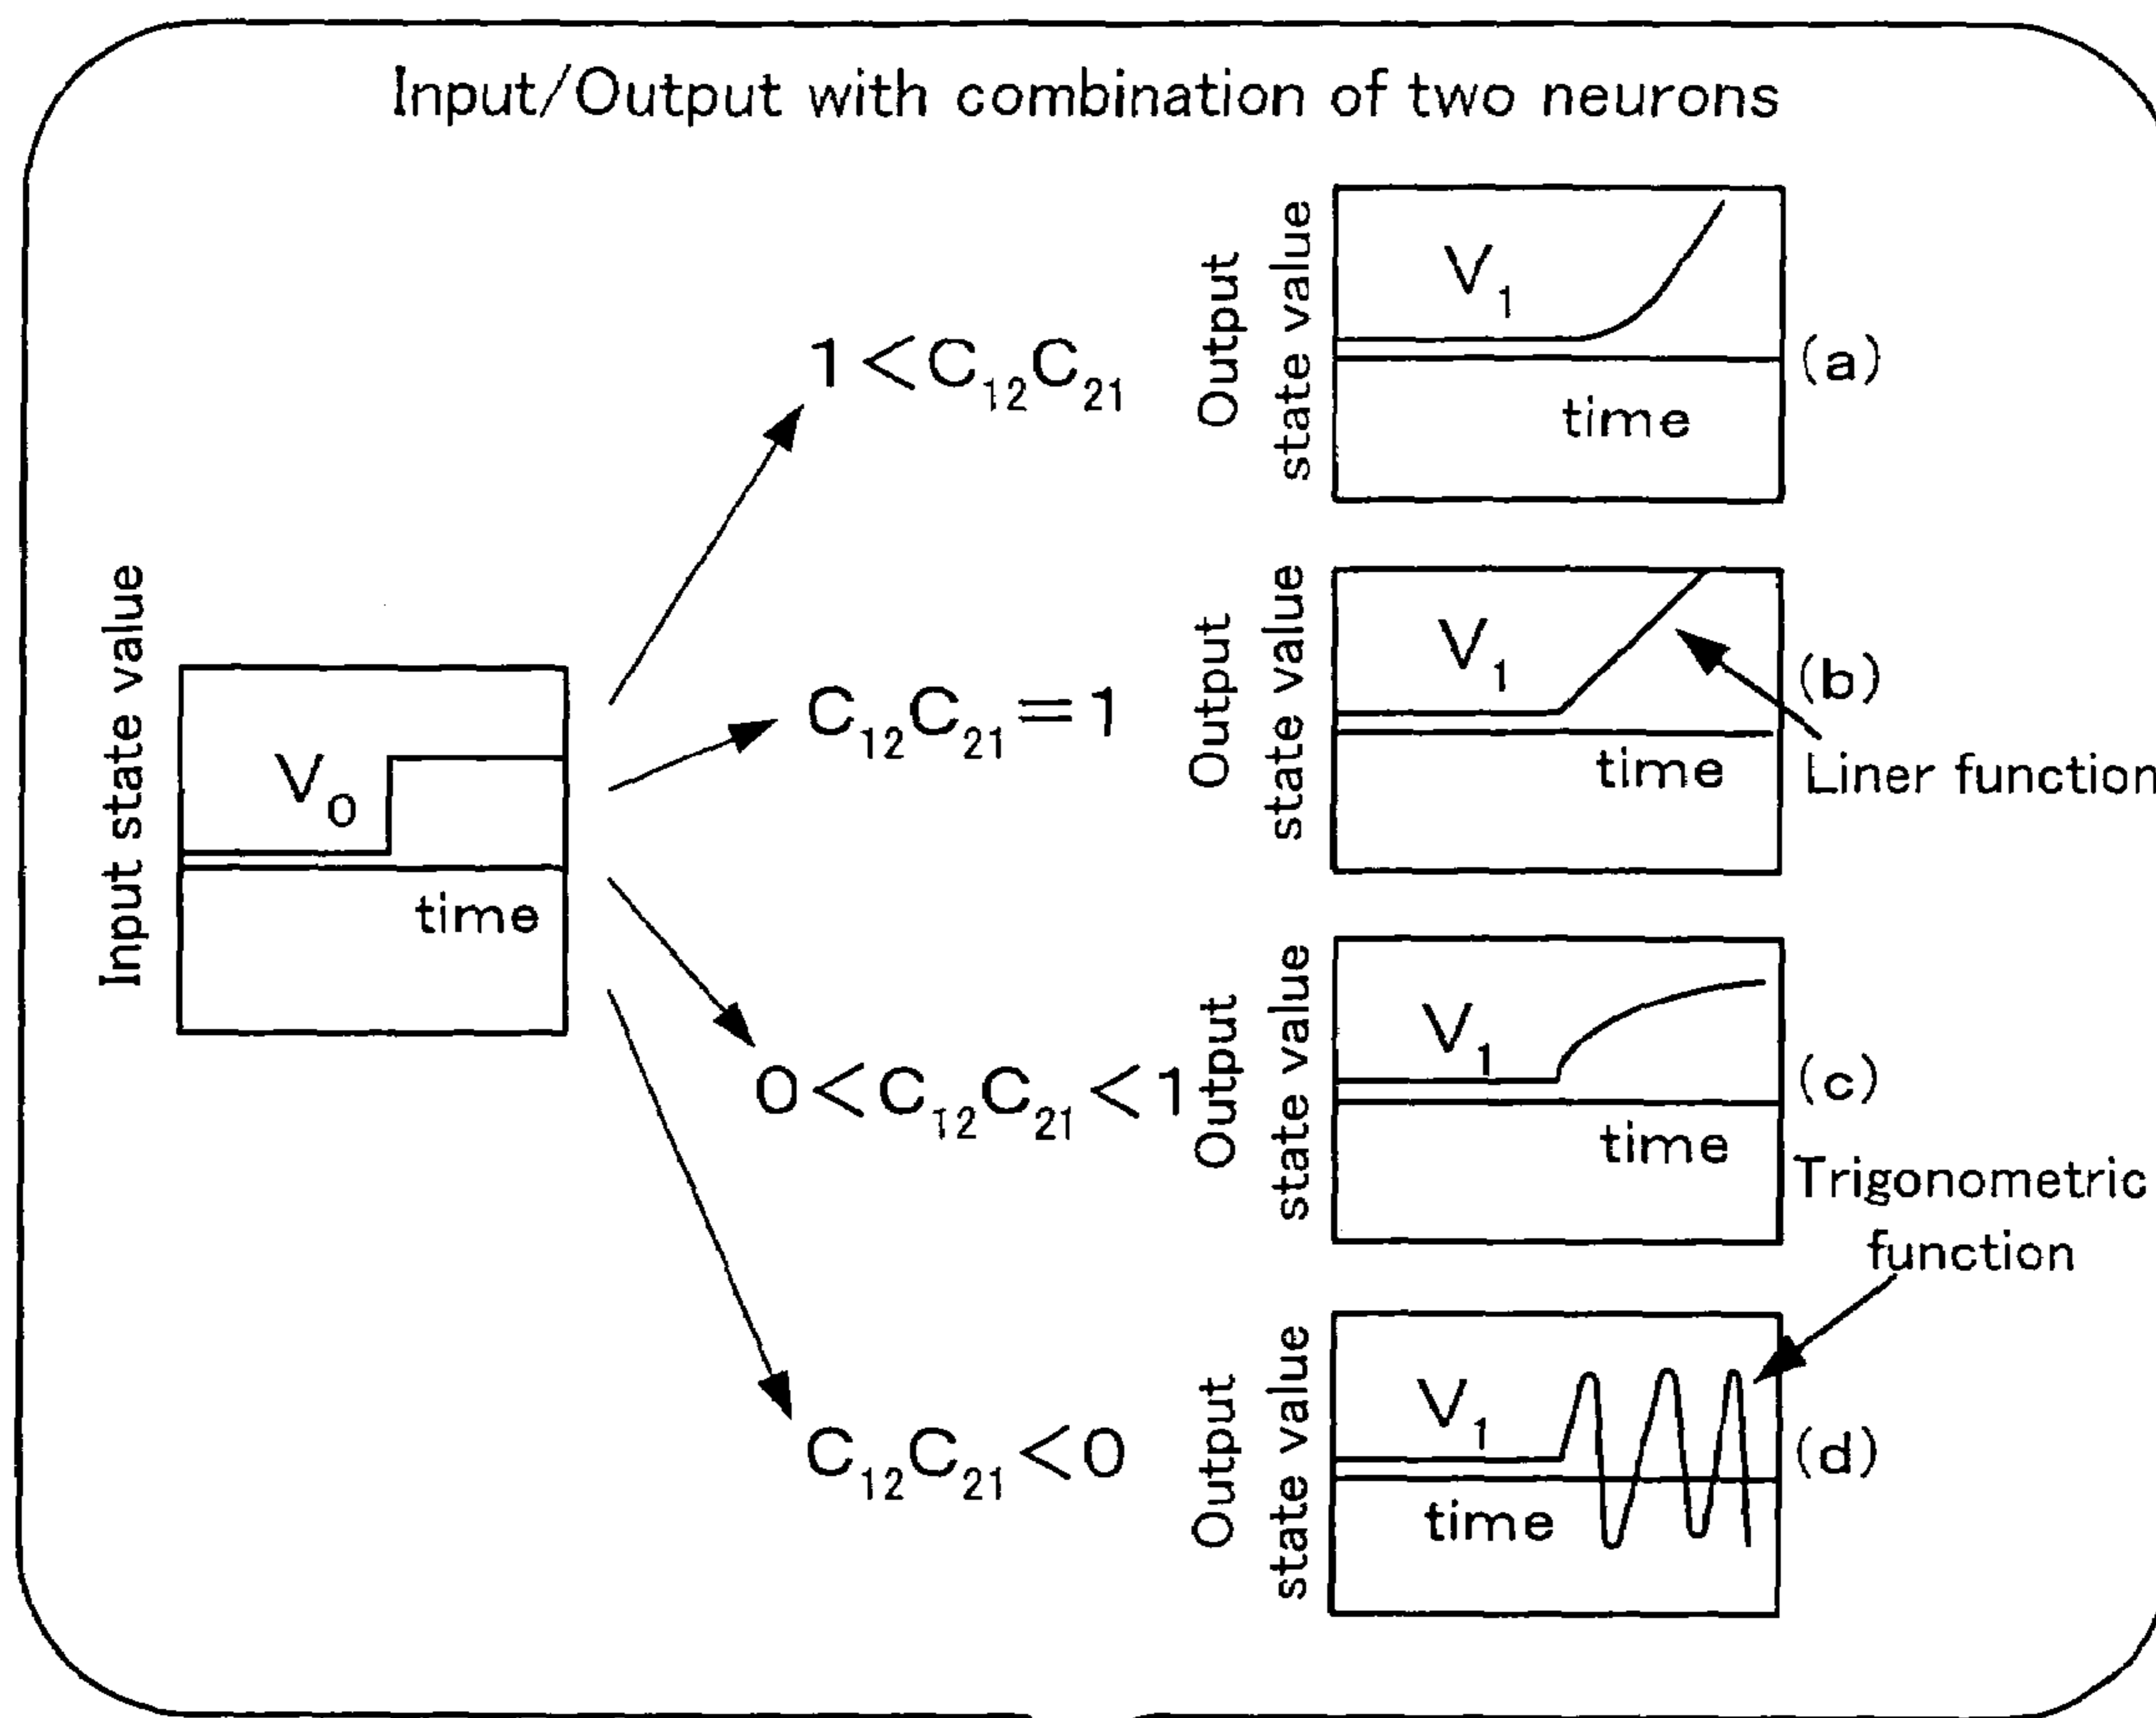 Input/Output with combination of two neurons
Input state value
V₀
time
1<C₁₂C₂₁
Output
state value
V₁
time
(a)
C₁₂C₂₁=1
Output
state value
V₁
time
(b)
Liner function
0<C₁₂C₂₁<1
Output
state value
V₁
time
(c)
Trigonometric
function
C₁₂C₂₁<0
Output
state value
V₁
time
(d)